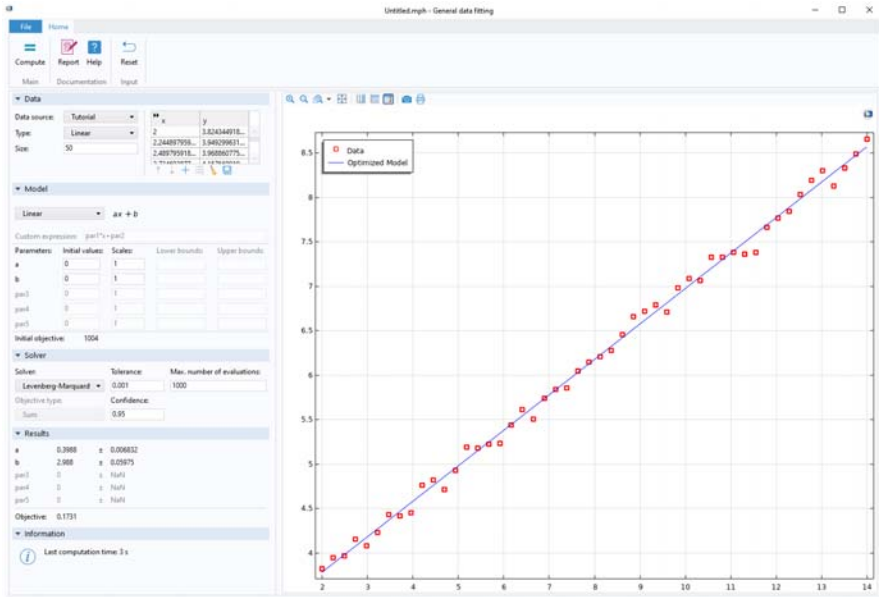 Untitled.mph - General data fitting
File Home
Compute Report Help Reset
Main Documentation Input
Data
Data source: Tutorial
Type: Linear
Size: 50
x y
2 3.824344918...
2.244897959... 3.949299631...
2.489795918... 3.968860775...
Model
Linear ax + b
Custom expression: par1*x+par2
Parameters: Initial values: Scales: Lower bounds: Upper bounds:
a 0 1
b 0 1
par3 0 1
par4 0 1
par5 0 1
Initial objective: 1004
Solver
Solver: Tolerance: Max. number of evaluations:
Levenberg-Marquard 0.001 1000
Objective type: Confidence:
Sum 0.95
Results
a 0.3988 ± 0.006832
b 2.988 ± 0.05975
par3 0 ± NaN
par4 0 ± NaN
par5 0 ± NaN
Objective: 0.1731
Information
Last computation time: 3 s
Data
Optimized Model
8.5
8
7.5
7
6.5
6
5.5
5
4.5
4
2 3 4 5 6 7 8 9 10 11 12 13 14